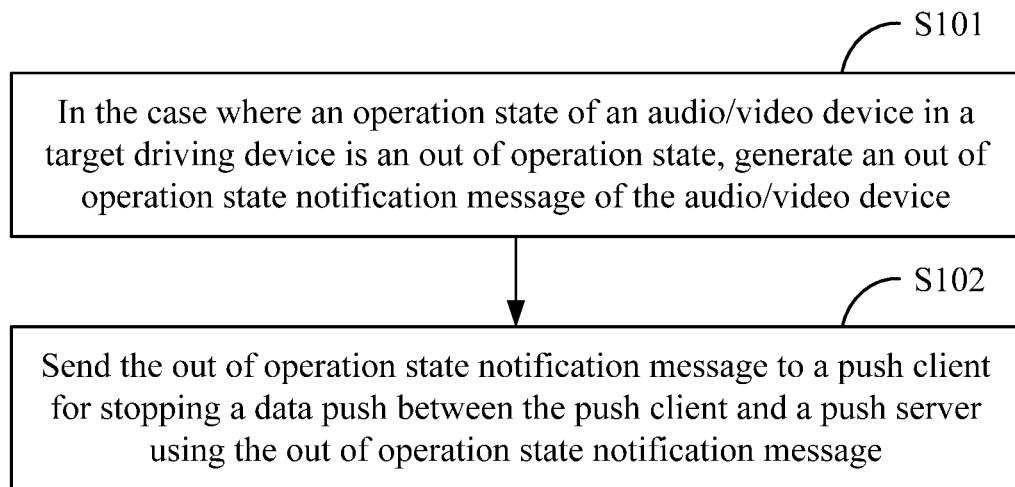 S101
In the case where an operation state of an audio/video device in a
target driving device is an out of operation state, generate an out of
operation state notification message of the audio/video device
S102
Send the out of operation state notification message to a push client
for stopping a data push between the push client and a push server
using the out of operation state notification message